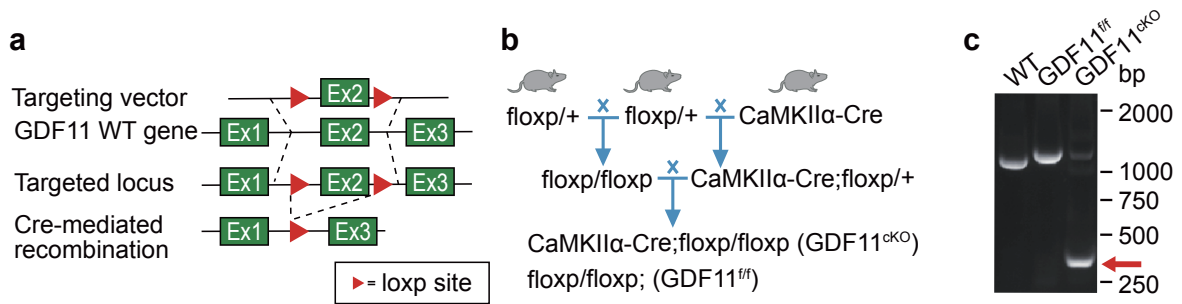 a
Targeting vector
Ex2
GDF11 WT gene
Ex1 Ex2 Ex3
Targeted locus
Ex1 Ex2 Ex3
Cre-mediated
recombination
Ex1 Ex3
= loxp site
b
floxp/+ x floxp/+ x CaMKIIα-Cre
floxp/floxp x CaMKIIα-Cre;floxp/+
CaMKIIα-Cre;floxp/floxp (GDF11cKO)
floxp/floxp; (GDF11f/f)
c
WT GDF11f/f GDF11cKO
bp
2000
1000
750
500
250